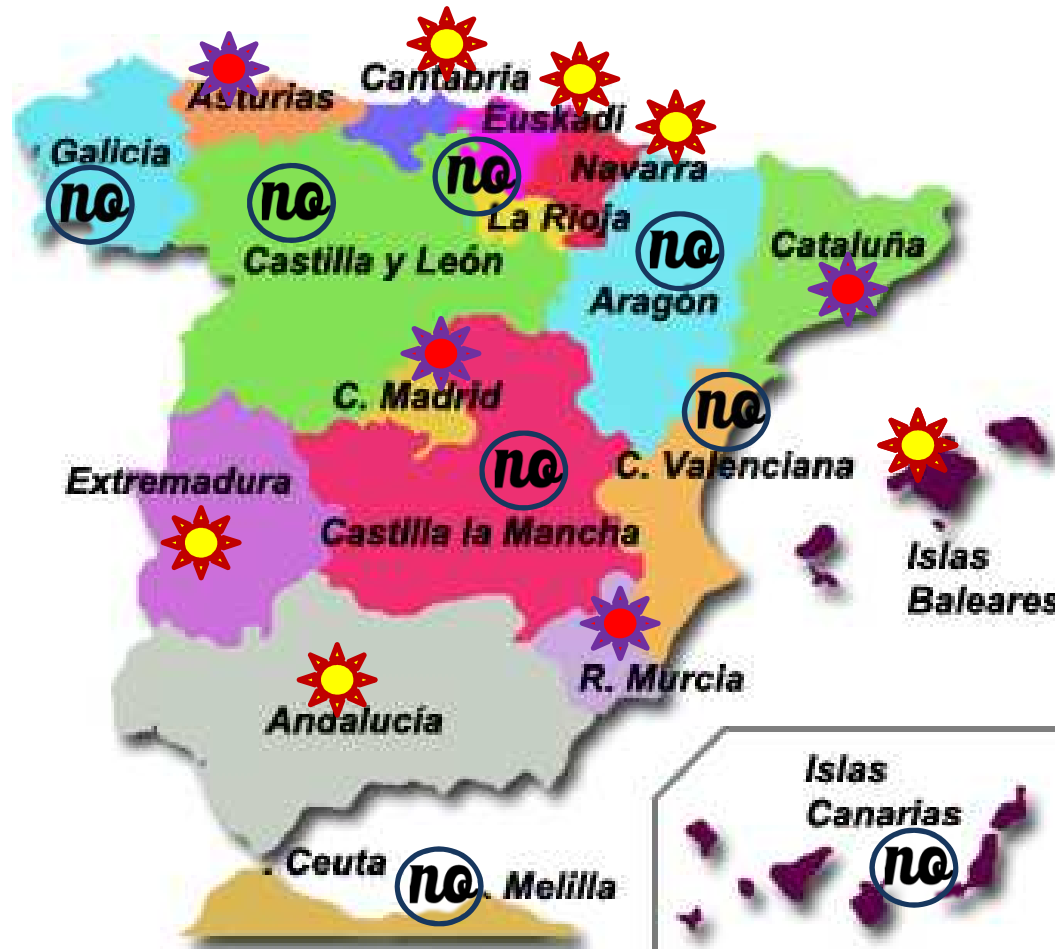 Cantabria
Asturias
Euskadi
Galicia
Navarra
no
no
no
La Rioja
no
Cataluña
Castilla y León
Aragón
C. Madrid
no
C. Valenciana
Extremadura
no
Castilla la Mancha
Islas
Baleares
R. Murcia
Andalucía
Islas
Canarias
no
. Ceuta
no
. Melilla